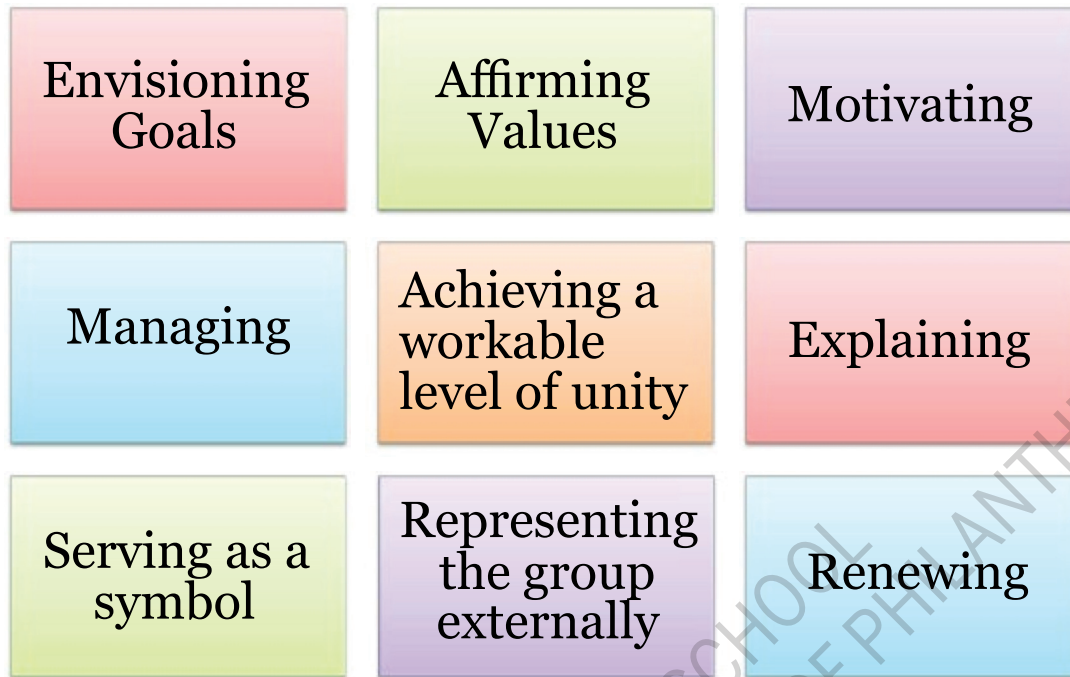 Envisioning
Goals
Affirming
Values
Motivating
Managing
Achieving a
workable
level of unity
Explaining
Serving as a
symbol
Representing
the group
externally
Renewing
SCHOOL